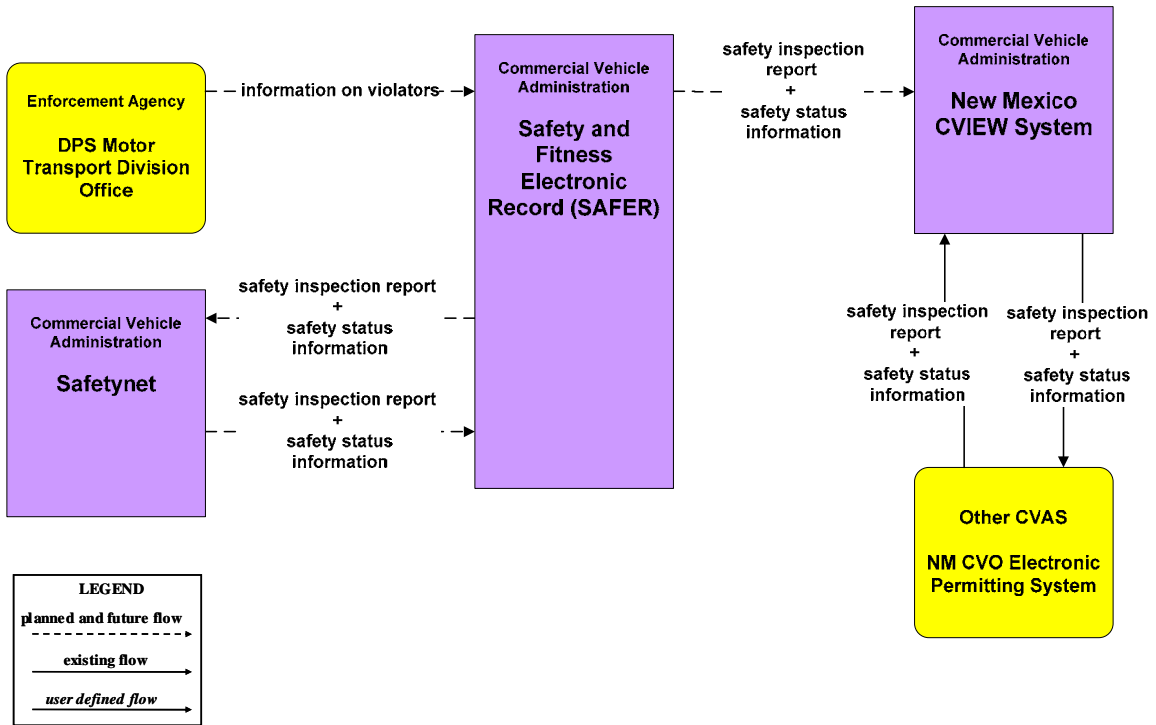 Enforcement Agency
DPS Motor
Transport Division
Office
information on violators
Commercial Vehicle
Administration
Safety and
Fitness
Electronic
Record (SAFER)
safety inspection
report
+
safety status
information
Commercial Vehicle
Administration
New Mexico
CVIEW System
Commercial Vehicle
Administration
Safetynet
safety inspection report
+
safety status
information
safety inspection report
+
safety status
information
safety inspection
report
+
safety status
information
safety inspection
report
+
safety status
information
Other CVAS
NM CVO Electronic
Permitting System
LEGEND
planned and future flow
existing flow
user defined flow